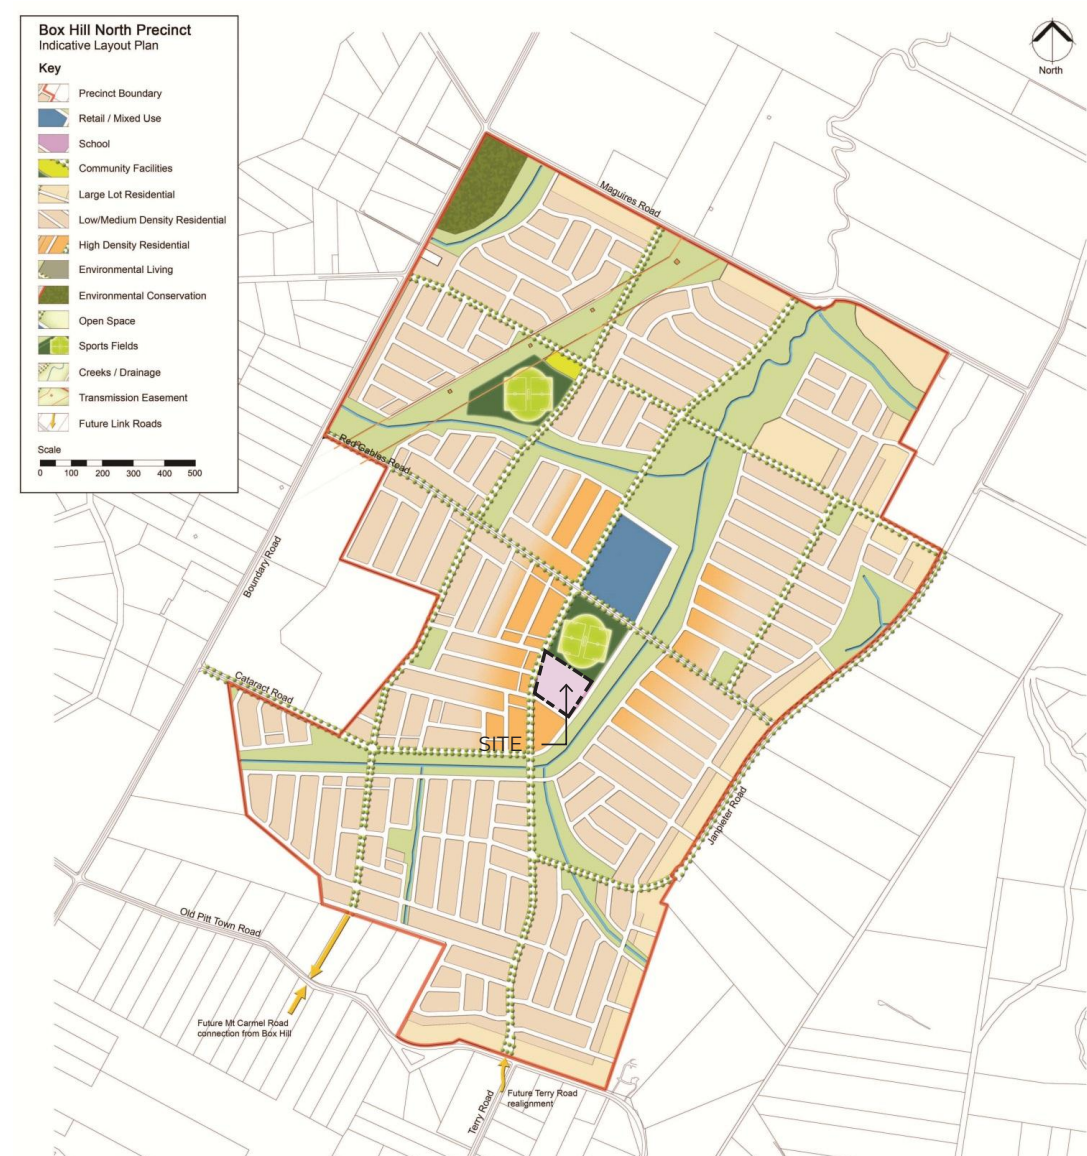 Box Hill North Precinct
Indicative Layout Plan
Key
Precinct Boundary
Retail / Mixed Use
School
Community Facilities
Large Lot Residential
Low/Medium Density Residential
High Density Residential
Environmental Living
Environmental Conservation
Open Space
Sports Fields
Creeks / Drainage
Transmission Easement
Future Link Roads
Scale
0 100 200 300 400 500
North
Maguires Road
Red Gables Road
Boundary Road
Cataract Road
SITE
Janpieter Road
Old Pitt Town Road
Future Mt Carmel Road
connection from Box Hill
Terry Road
Future Terry Road
realignment